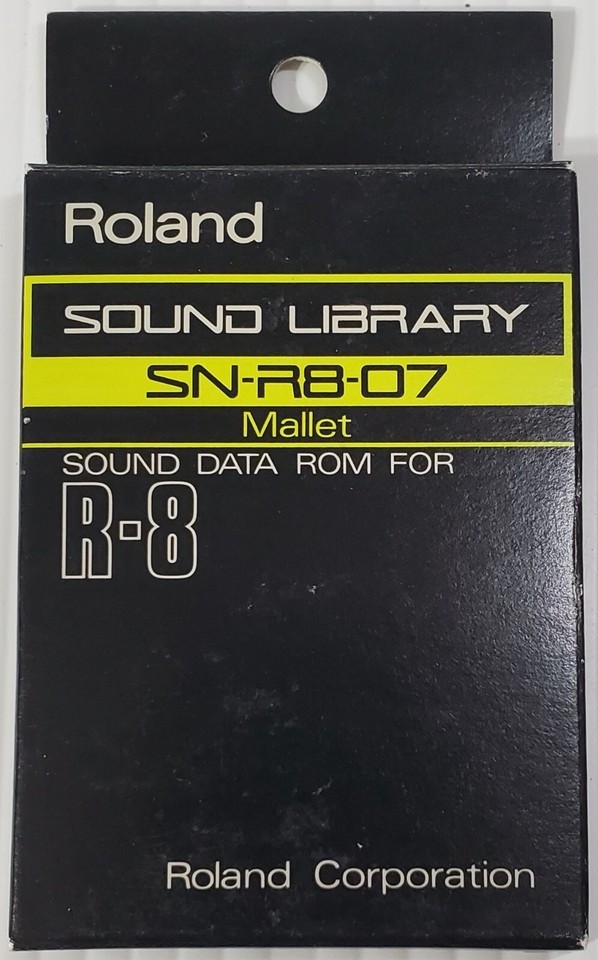 Roland
SOUND LIBRARY
SN-R8-07
Mallet
SOUND DATA ROM FOR
R-8
Roland Corporation